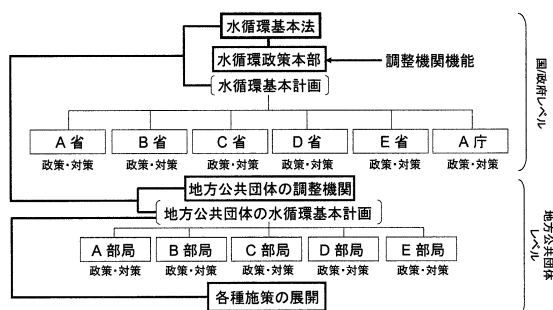 水循環基本法
水循環政策本部
調整機関機能
水循環基本計画
A省 B省 C省 D省 E省 A庁
政策・対策 政策・対策 政策・対策 政策・対策 政策・対策 政策・対策
国/政府レベル
地方公共団体の調整機関
地方公共団体の水循環基本計画
A部局 B部局 C部局 D部局 E部局
政策・対策 政策・対策 政策・対策 政策・対策 政策・対策
各種施策の展開
地方公共団体
レベル